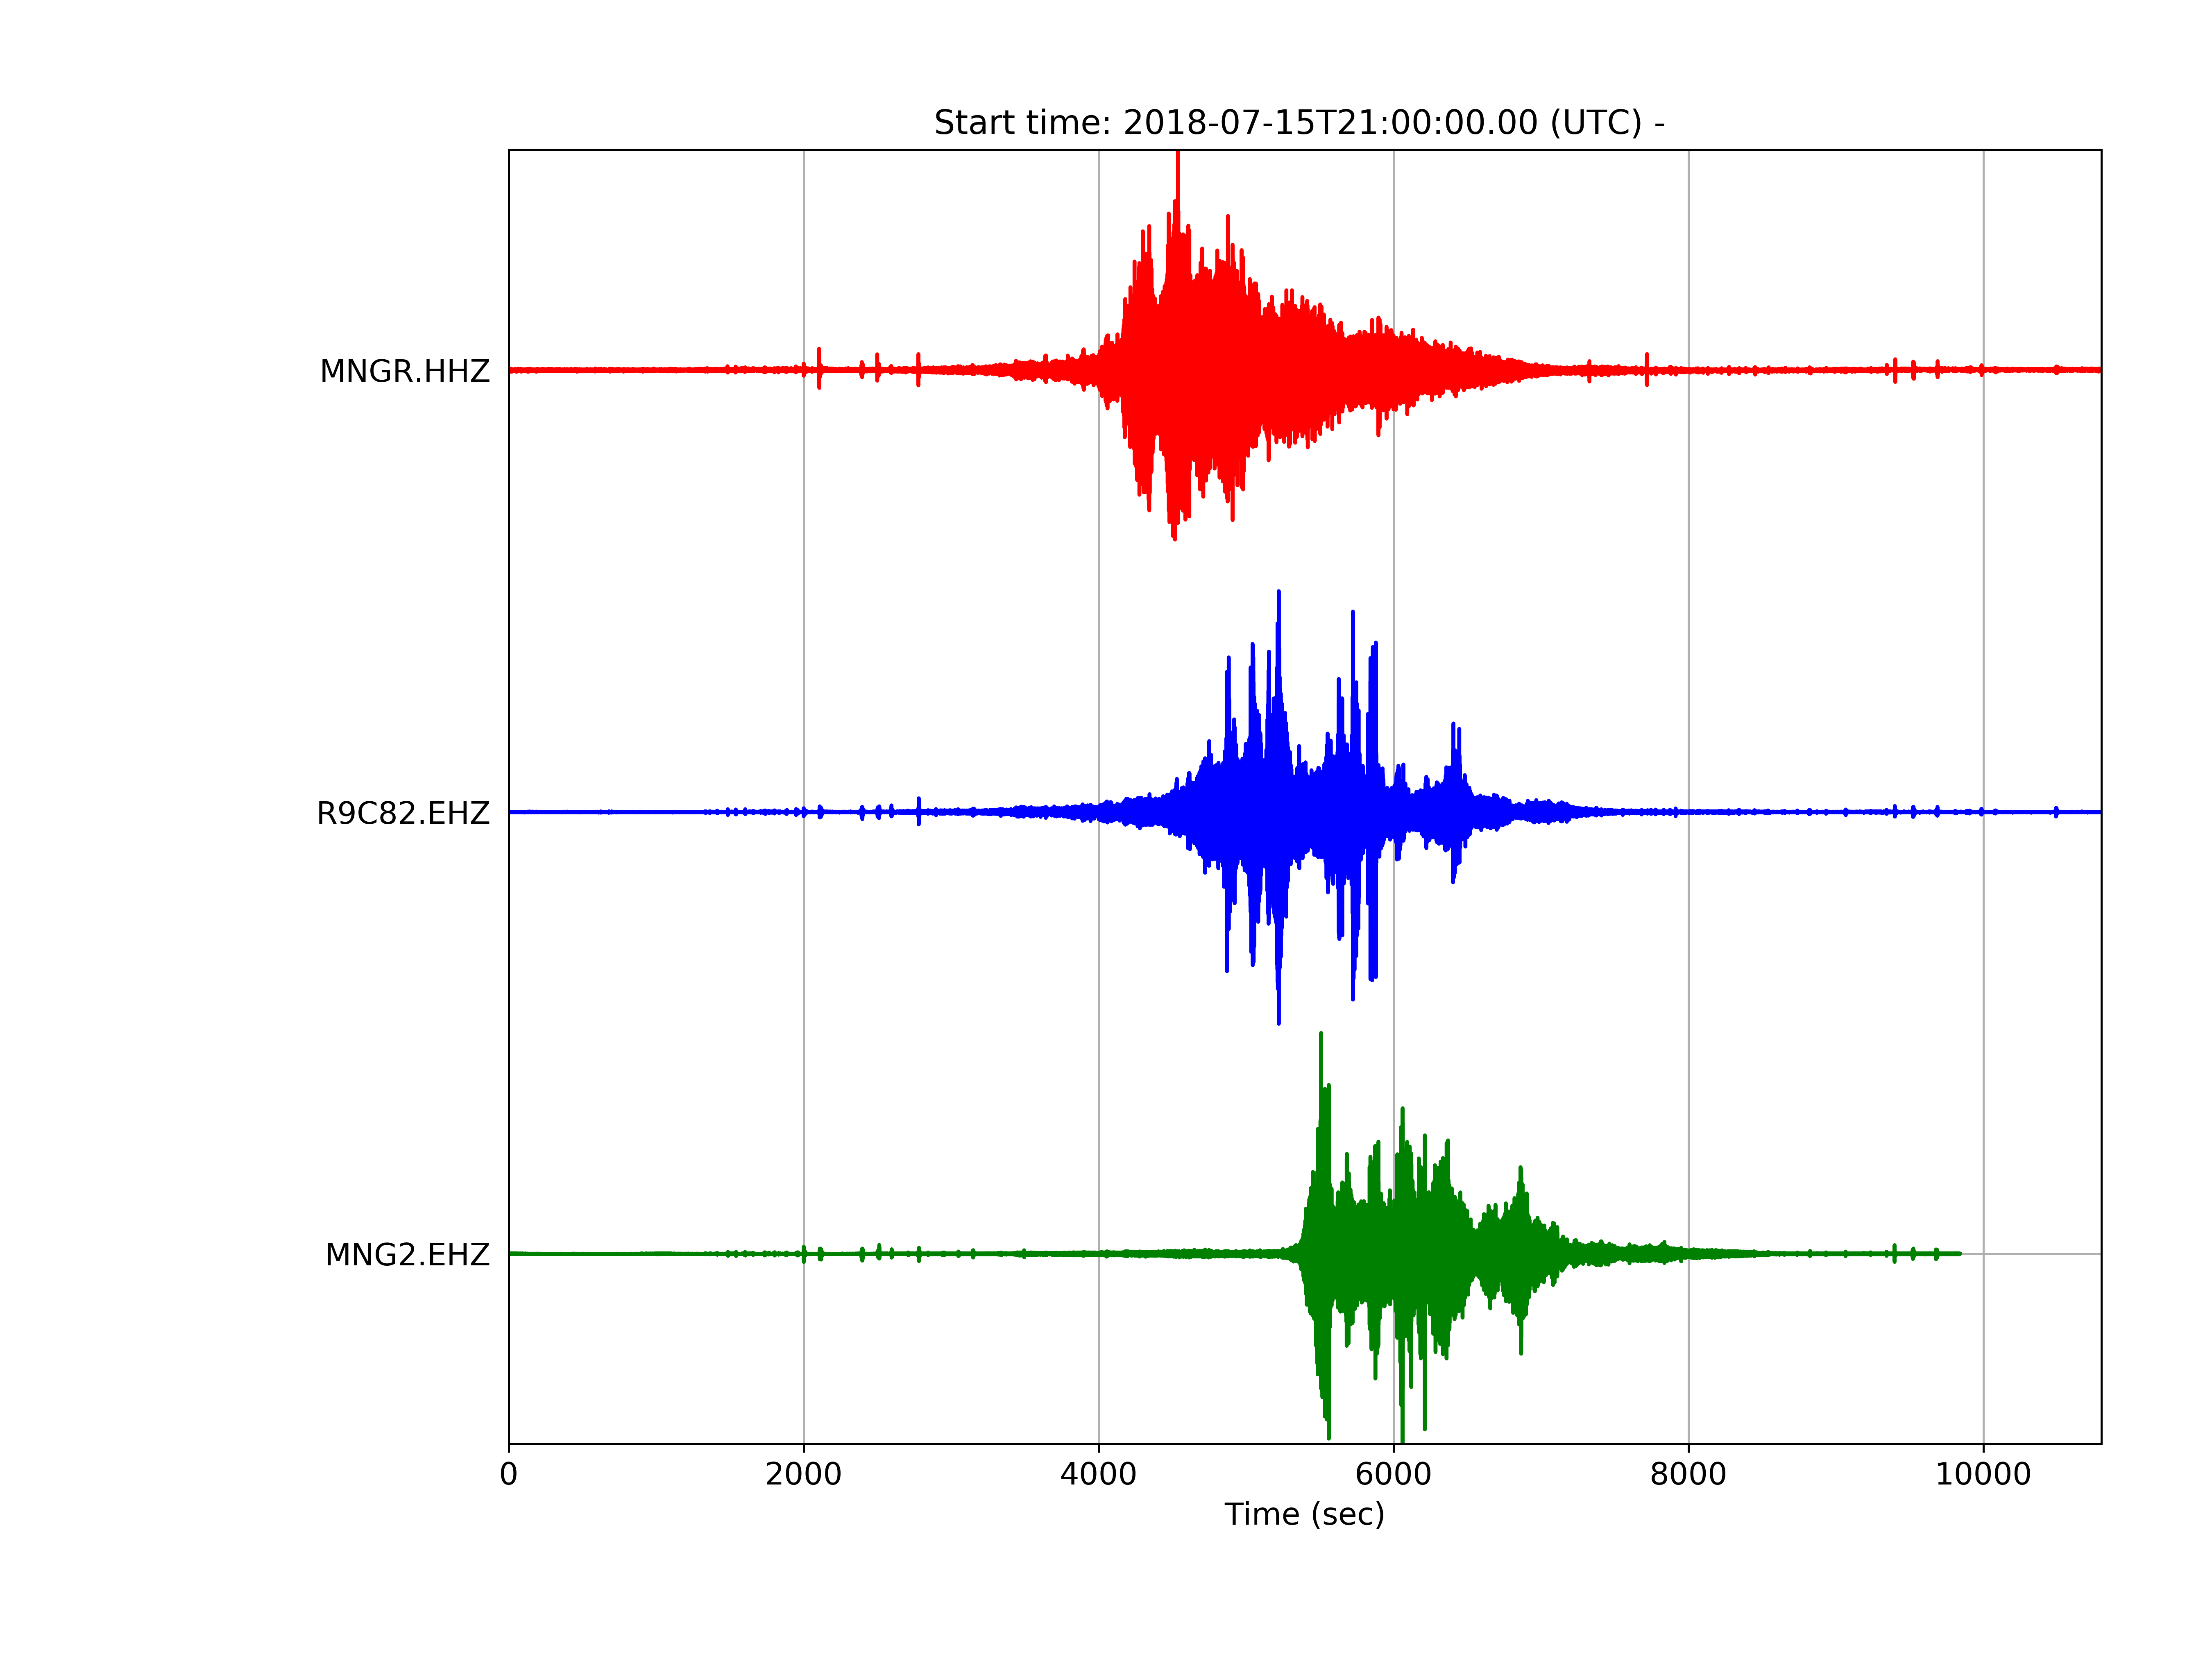 Start time: 2018-07-15T21:00:00.00 (UTC) -
MNGR.HHZ
R9C82.EHZ
MNG2.EHZ
0 2000 4000 6000 8000 10000
Time (sec)